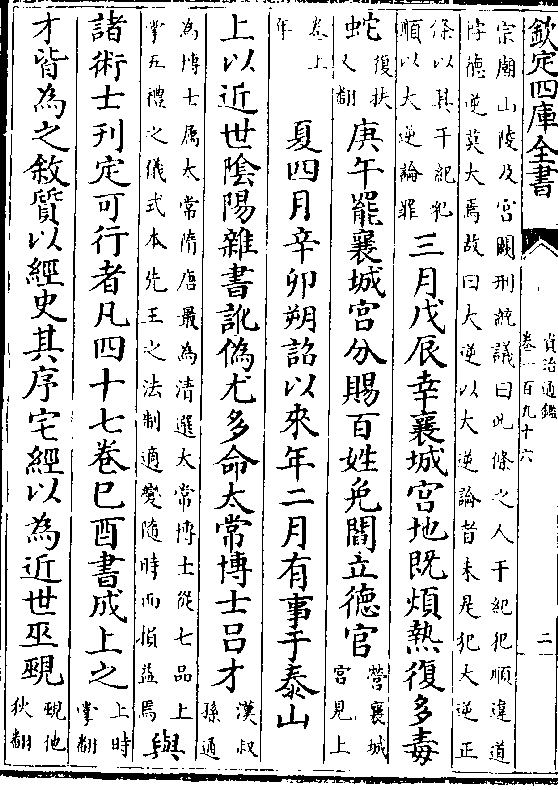 欽定四庫全書
資治通鑑
卷一百九十六
二
宗廟山陵及宮闕刑統議曰此條之人干紀犯順違道
悖德逆莫大焉故曰大逆以大逆論者未是犯大逆正
條以其干紀犯
順以大逆論罪
三月戊辰幸襄城宮地既煩熱復多毒
蛇
復扶
又翻
庚午罷襄城宮分賜百姓免閻立德官
營襄城
宮見上
卷上
年
夏四月辛卯朔詔以來年二月有事于泰山
上以近世陰陽雜書訛偽尤多命太常博士吕才
漢叔
孫通
為博士屬太常隋唐最為清選太常博士從七品上
掌五禮之儀式本先王之法制適變隨時而損益焉
與
諸術士刋定可行者凡四十七巻巳酉書成上之
上時
掌翻
才皆為之敘質以經史其序宅經以為近世巫覡
覡他
狄翻